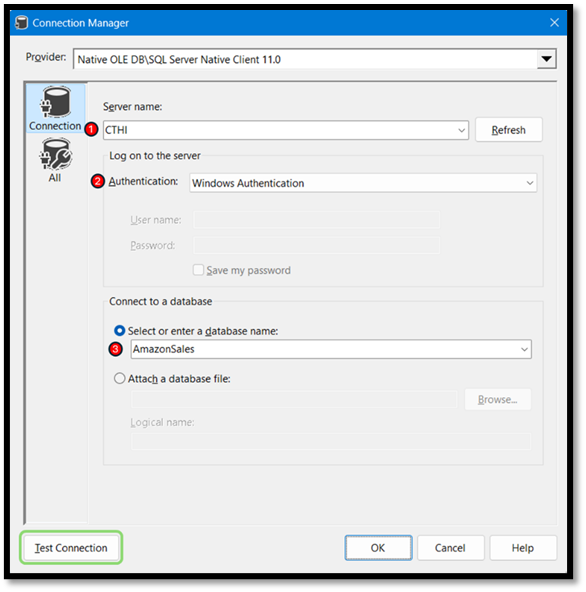 Connection Manager
Provider: Native OLE DB\SQL Server Native Client 11.0
Connection
All
Server name:
1 CTHI Refresh
Log on to the server
2 Authentication: Windows Authentication
User name:
Password:
Save my password
Connect to a database
Select or enter a database name:
3 AmazonSales
Attach a database file:
Browse...
Logical name:
Test Connection OK Cancel Help